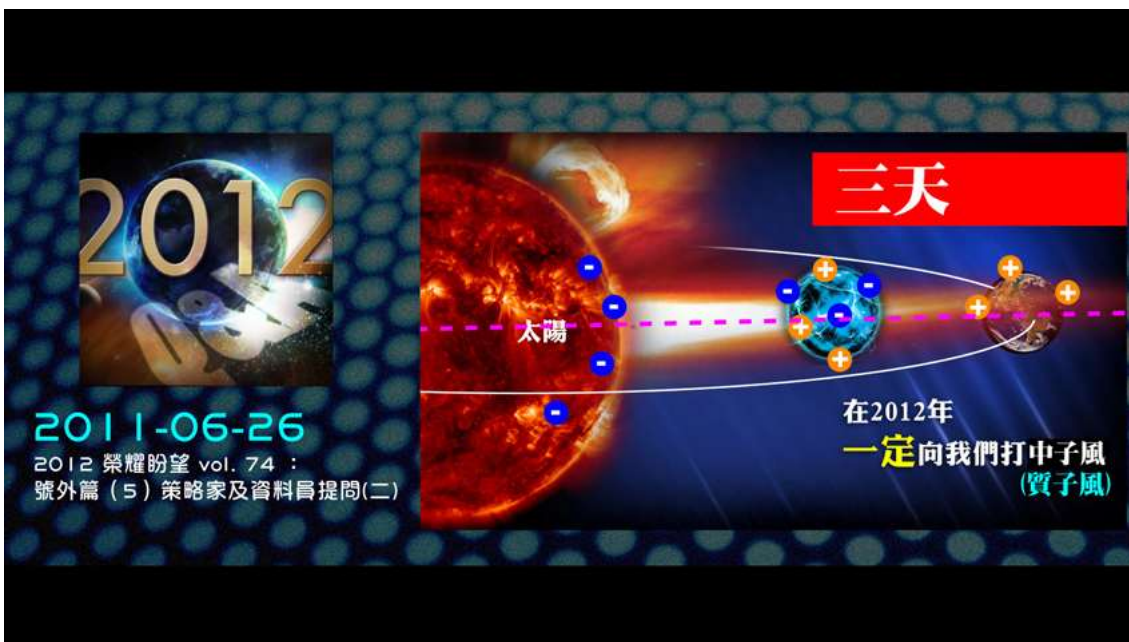 2012
2011-06-26
2012 榮耀盼望 vol. 74 ：
號外篇（5）策略家及資料員提問(二)
三天
太陽
在2012年
一定向我們打中子風
(質子風)